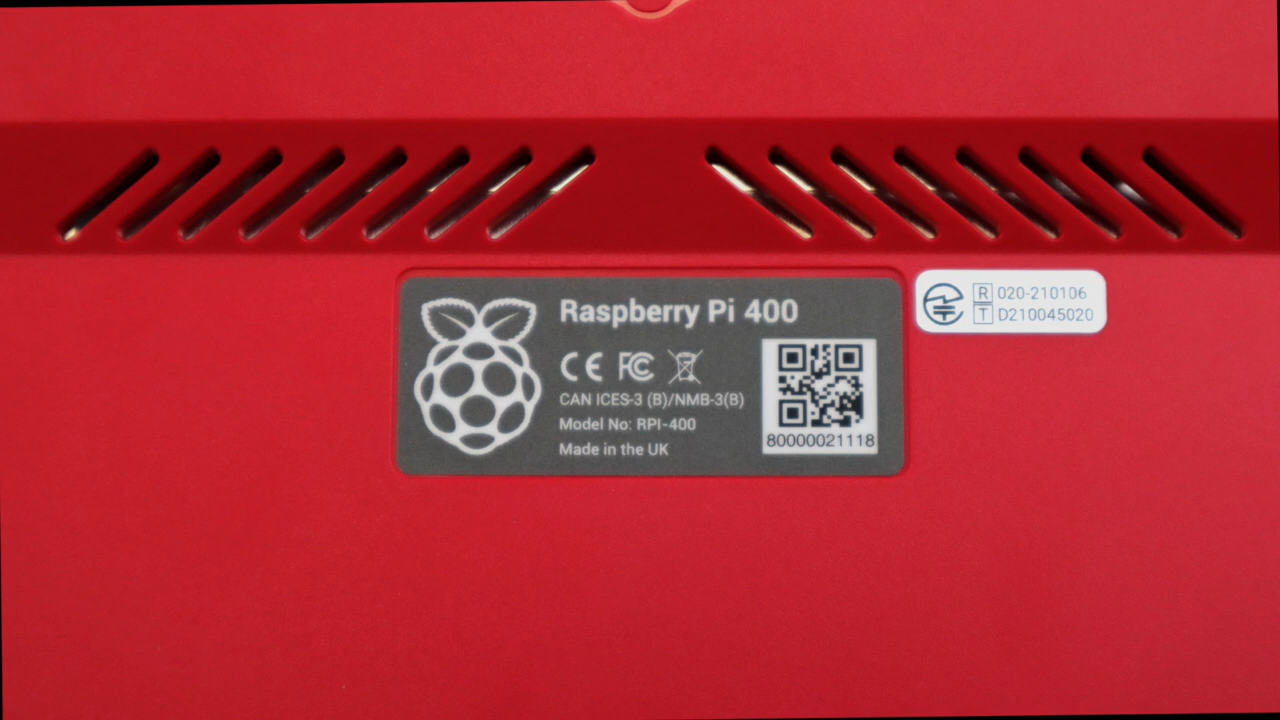 Raspberry Pi 400
CE FC
CAN ICES-3 (B)/NMB-3(B)
Model No: RPI-400
Made in the UK
80000021118
R 020-210106
T D210045020